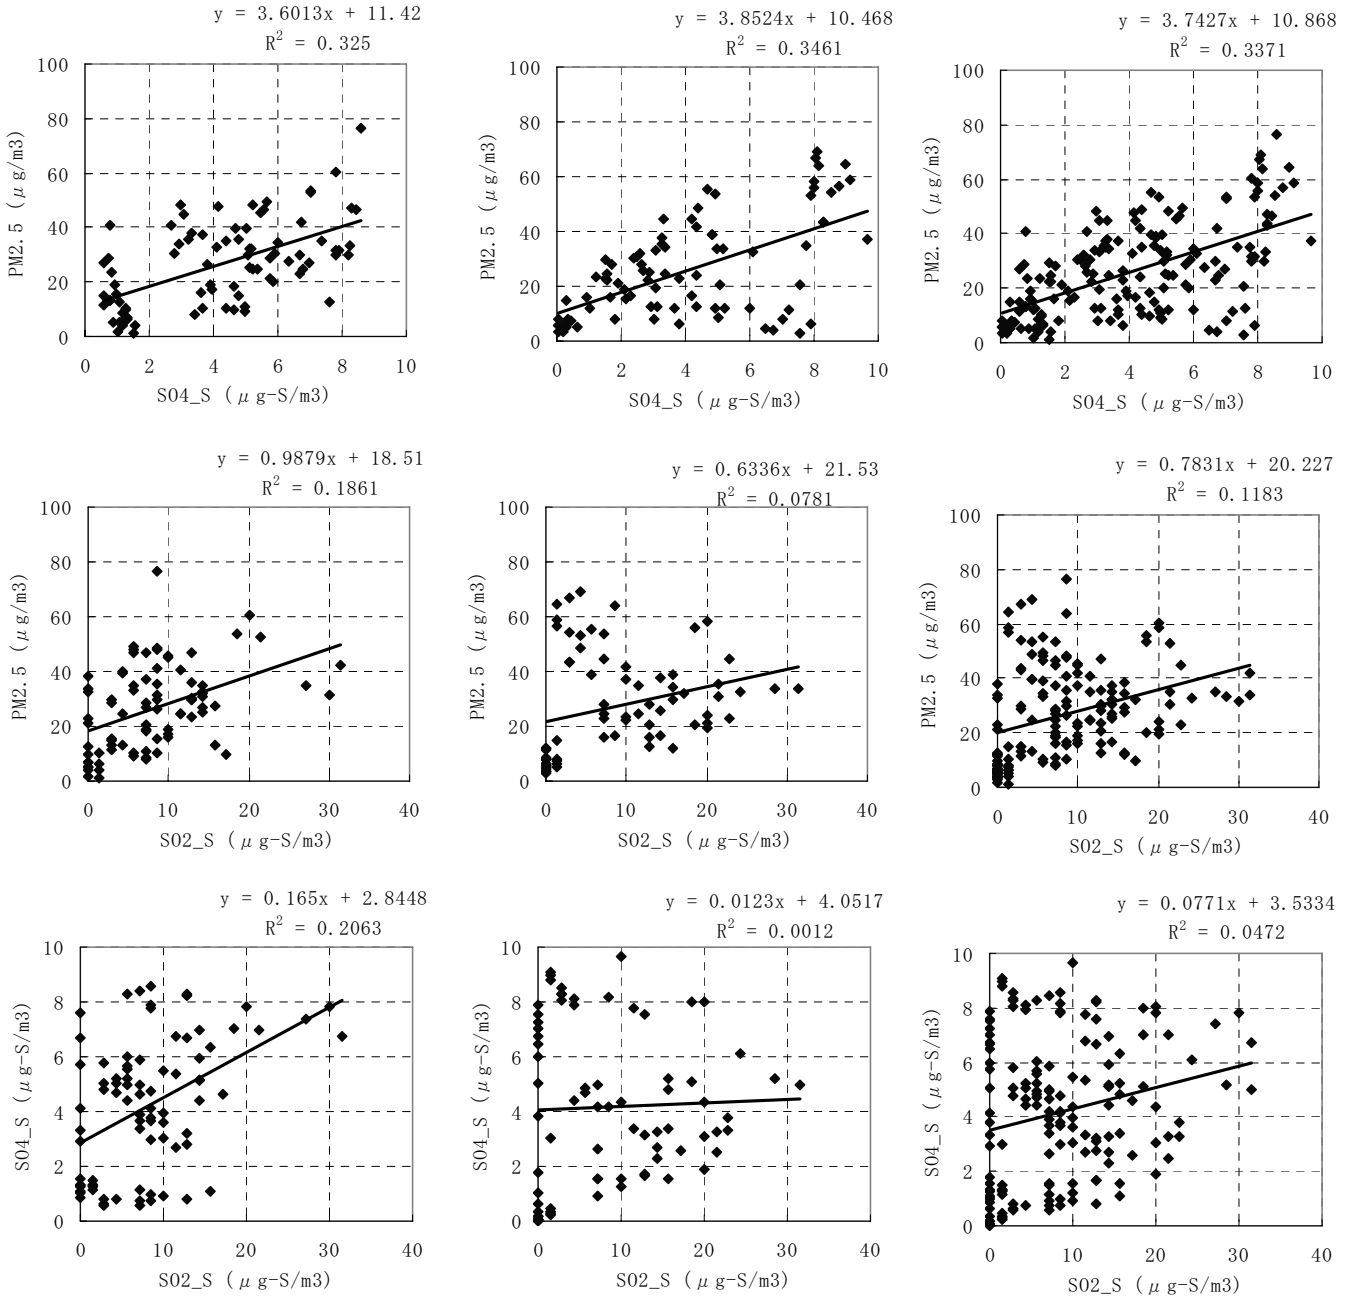 y = 3.6013x + 11.42
R² = 0.325
100
80
60
40
20
0
PM2.5 (μg/m3)
0 2 4 6 8 10
SO4_S (μg-S/m3)
y = 3.8524x + 10.468
R² = 0.3461
100
80
60
40
20
0
PM2.5 (μg/m3)
0 2 4 6 8 10
SO4_S (μg-S/m3)
y = 3.7427x + 10.868
R² = 0.3371
100
80
60
40
20
0
PM2.5 (μg/m3)
0 2 4 6 8 10
SO4_S (μg-S/m3)
y = 0.9879x + 18.51
R² = 0.1861
100
80
60
40
20
0
PM2.5 (μg/m3)
0 10 20 30 40
SO2_S (μg-S/m3)
y = 0.6336x + 21.53
R² = 0.0781
100
80
60
40
20
0
PM2.5 (μg/m3)
0 10 20 30 40
SO2_S (μg-S/m3)
y = 0.7831x + 20.227
R² = 0.1183
100
80
60
40
20
0
PM2.5 (μg/m3)
0 10 20 30 40
SO2_S (μg-S/m3)
y = 0.165x + 2.8448
R² = 0.2063
10
8
6
4
2
0
SO4_S (μg-S/m3)
0 10 20 30 40
SO2_S (μg-S/m3)
y = 0.0123x + 4.0517
R² = 0.0012
10
8
6
4
2
0
SO4_S (μg-S/m3)
0 10 20 30 40
SO2_S (μg-S/m3)
y = 0.0771x + 3.5334
R² = 0.0472
10
8
6
4
2
0
SO4_S (μg-S/m3)
0 10 20 30 40
SO2_S (μg-S/m3)